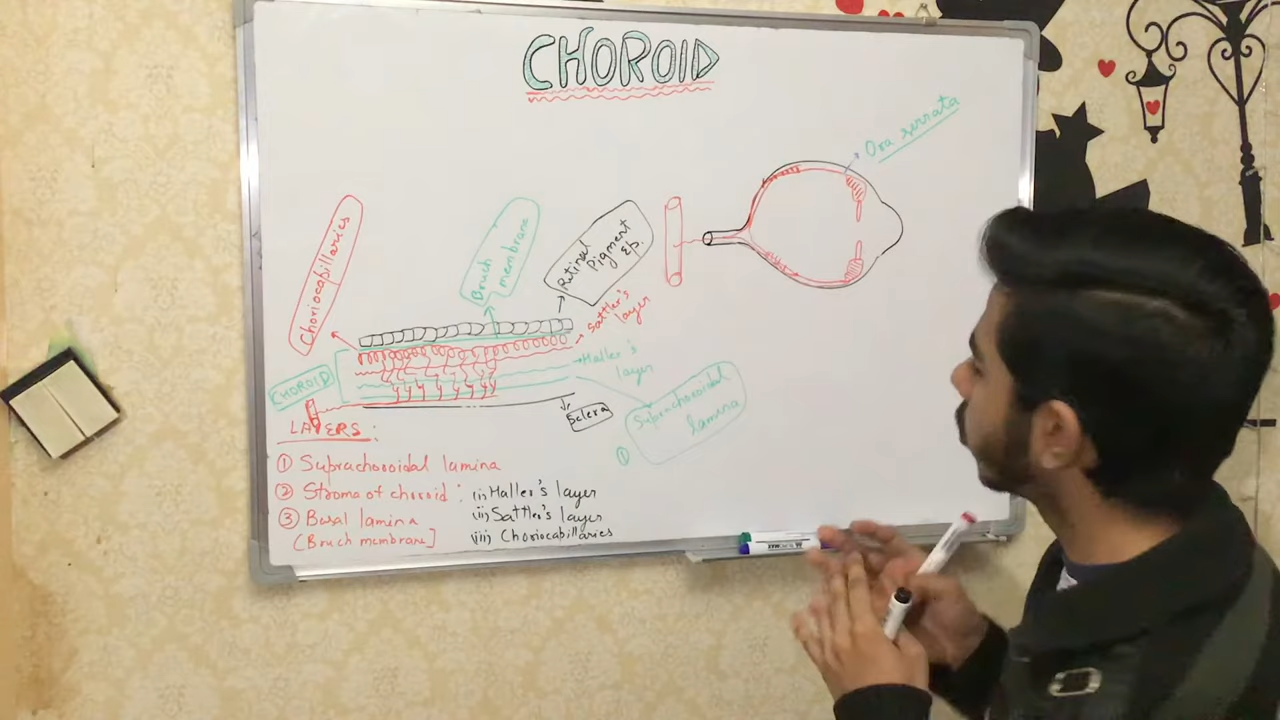 CHOROID
Ora serrata
Choriocapillaries
Bruch
membrane
Retinal
Pigment
Ep.
Sattler's
layer
Haller's
layer
CHOROID
Suprachoroidal
lamina
①
Sclera
LAYERS:
① Suprachoroidal lamina
② Stroma of choroid: (i) Haller's layer
(ii) Sattler's layer
③ Basal lamina
(iii) Choriocapillaries
(Bruch membrane]